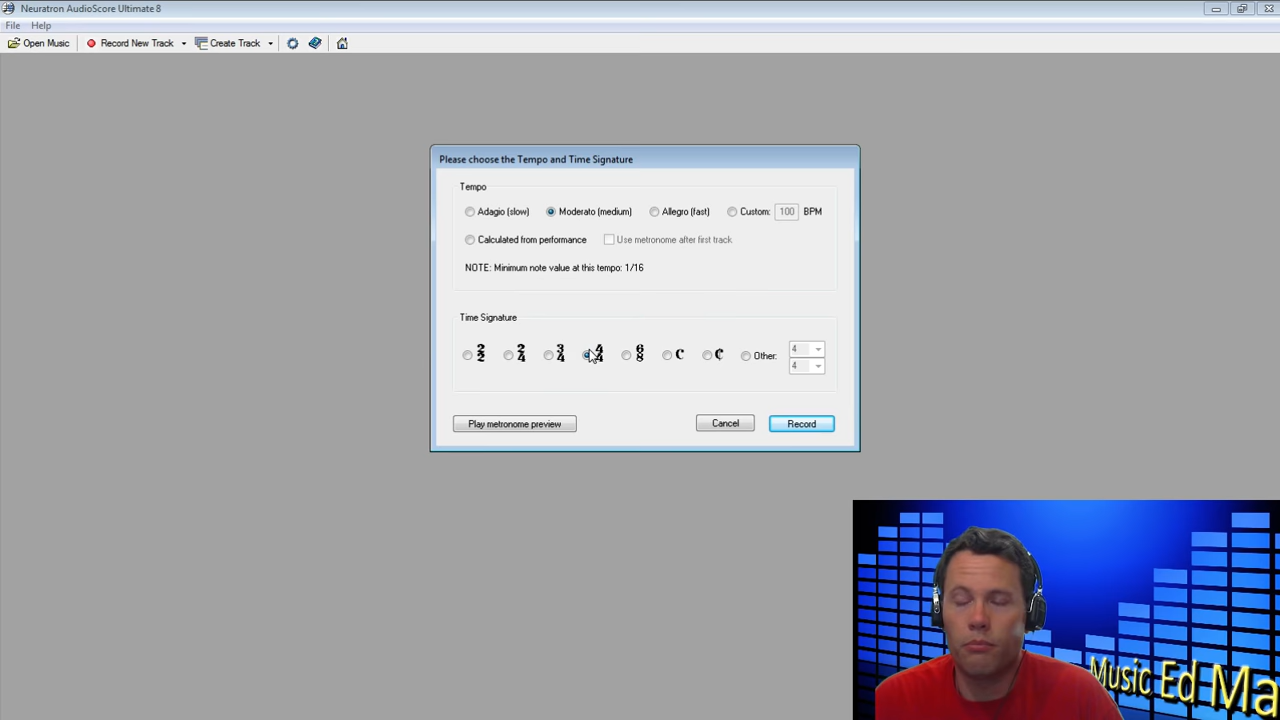 Neuratron AudioScore Ultimate 8
File Help
Open Music Record New Track Create Track
Please choose the Tempo and Time Signature
Tempo
Adagio (slow) Moderato (medium) Allegro (fast) Custom: 100 BPM
Calculated from performance Use metronome after first track
NOTE: Minimum note value at this tempo: 1/16
Time Signature
2 2 3 4 6 C ¢ Other: 4
2 4 4 4 8 4
Play metronome preview Cancel Record
Music Ed Ma